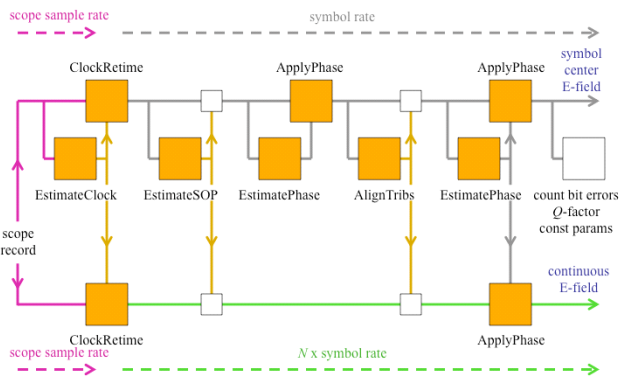 scope sample rate
symbol rate
ClockRetime
ApplyPhase
ApplyPhase
symbol
center
E-field
EstimateClock
EstimateSOP
EstimatePhase
AlignTribs
EstimatePhase
count bit errors
Q-factor
const params
scope
record
continuous
E-field
ClockRetime
ApplyPhase
scope sample rate
N x symbol rate